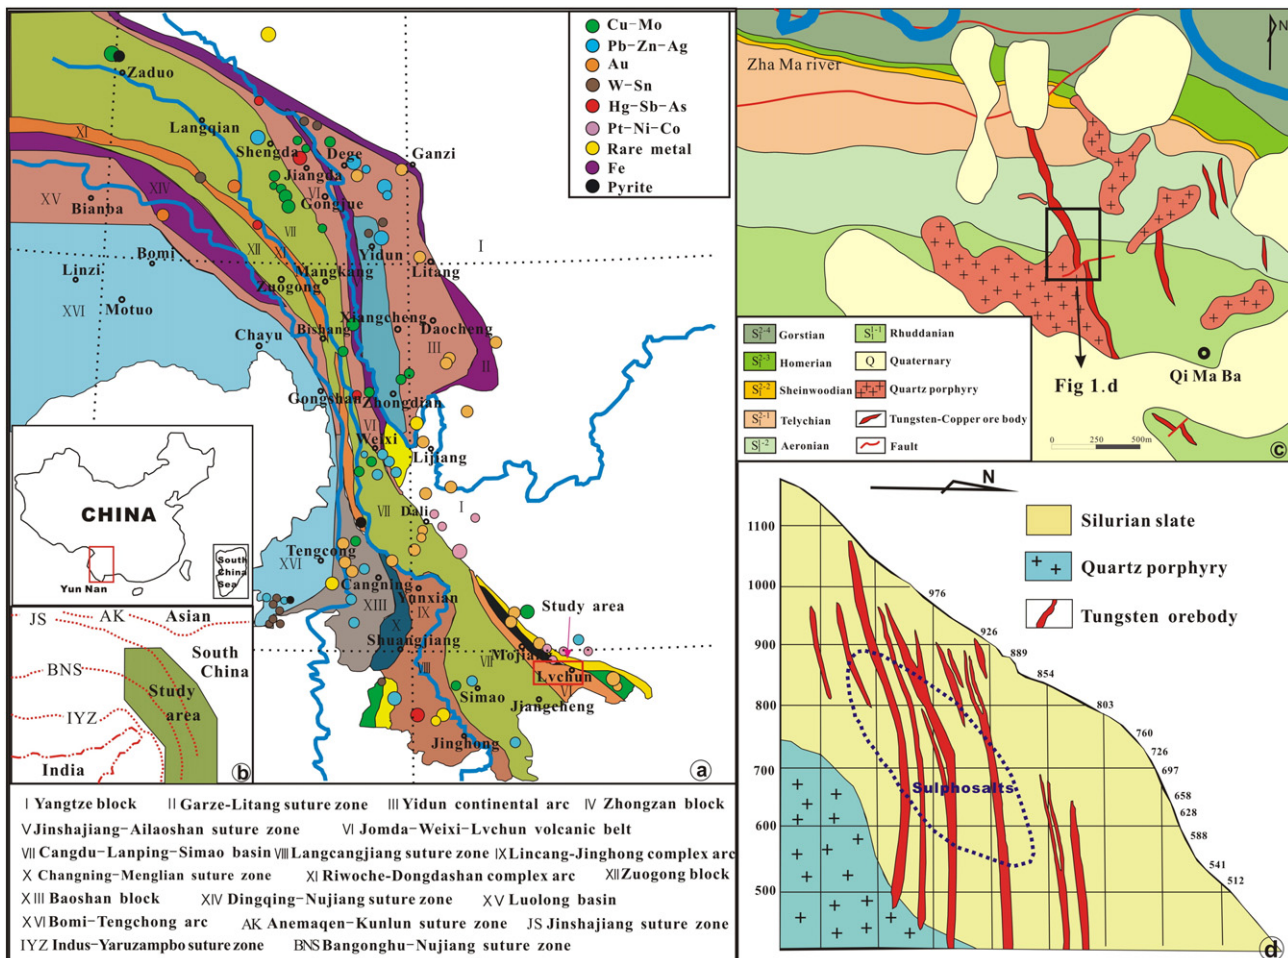 Cu-Mo
Pb-Zn-Ag
Au
W-Sn
Hg-Sb-As
Pt-Ni-Co
Rare metal
Fe
Pyrite
Zaduo
Langqian
Shengda
Dege
Ganzi
Jiangda
Gongjue
XI
XIV
XV
Bianba
VI
VII
XII
XI
V
I
Bomi
Linzi
Motuo
XVI
Yidun
Litang
Mangkang
Zuogong
Xiangcheng
Daocheng
III
II
Bishang
Chayu
Gongshan
Zhongdian
VI
Weixi
Lijiang
I
VII
Dali
Tengcong
XVI
Cangning
XIII
Yunxian
IX
X
Shuangjiang
VIII
VII
Study area
Mojiang
Lvchun
VI
Simao
Jiangcheng
Jinghong
a
CHINA
Yun Nan
South
China
Sea
JS
AK
Asian
South
China
BNS
Study
area
IYZ
India
b
I Yangtze block II Garze-Litang suture zone III Yidun continental arc IV Zhongzan block
V Jinshajiang-Ailaoshan suture zone VI Jomda-Weixi-Lvchun volcanic belt
VII Cangdu-Lanping-Simao basin VIII Langcangjiang suture zone IX Lincang-Jinghong complex arc
X Changning-Menglian suture zone XI Riwoche-Dongdashan complex arc XII Zuogong block
XIII Baoshan block XIV Dingqing-Nujiang suture zone XV Luolong basin
XVI Bomi-Tengchong arc AK Anemaqen-Kunlun suture zone JS Jinshajiang suture zone
IYZ Indus-Yaruzampbo suture zone BNS Bangonghu-Nujiang suture zone
N
Zha Ma river
Fig 1.d
Qi Ma Ba
Gorstian
Homerian
Sheinwoodian
Telychian
Aeronian
Rhuddanian
Q Quaternary
Quartz porphyry
Tungsten-Copper ore body
Fault
0 250 500m
c
N
Silurian slate
Quartz porphyry
Tungsten orebody
1100
1000
900
800
700
600
500
976
926
889
854
803
760
726
697
658
628
588
541
512
Sulphosalts
d